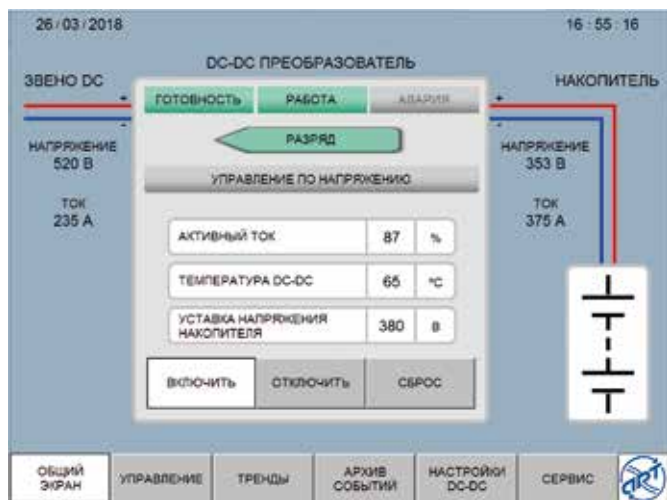 26/03/2018
16:55:16
DC-DC ПРЕОБРАЗОВАТЕЛЬ
ЗВЕНО DC
НАКОПИТЕЛЬ
ГОТОВНОСТЬ
РАБОТА
АВАРИЯ
+
+
-
-
РАЗРЯД
НАПРЯЖЕНИЕ
520 В
НАПРЯЖЕНИЕ
353 В
УПРАВЛЕНИЕ ПО НАПРЯЖЕНИЮ
ТОК
235 А
ТОК
375 А
АКТИВНЫЙ ТОК 87 %
ТЕМПЕРАТУРА DC-DC 65 °C
УСТАВКА НАПРЯЖЕНИЯ
НАКОПИТЕЛЯ 380 В
ВКЛЮЧИТЬ
ОТКЛЮЧИТЬ
СБРОС
ОБЩИЙ
ЭКРАН
УПРАВЛЕНИЕ
ТРЕНДЫ
АРХИВ
СОБЫТИЙ
НАСТРОЙКИ
DC-DC
СЕРВИС
ART